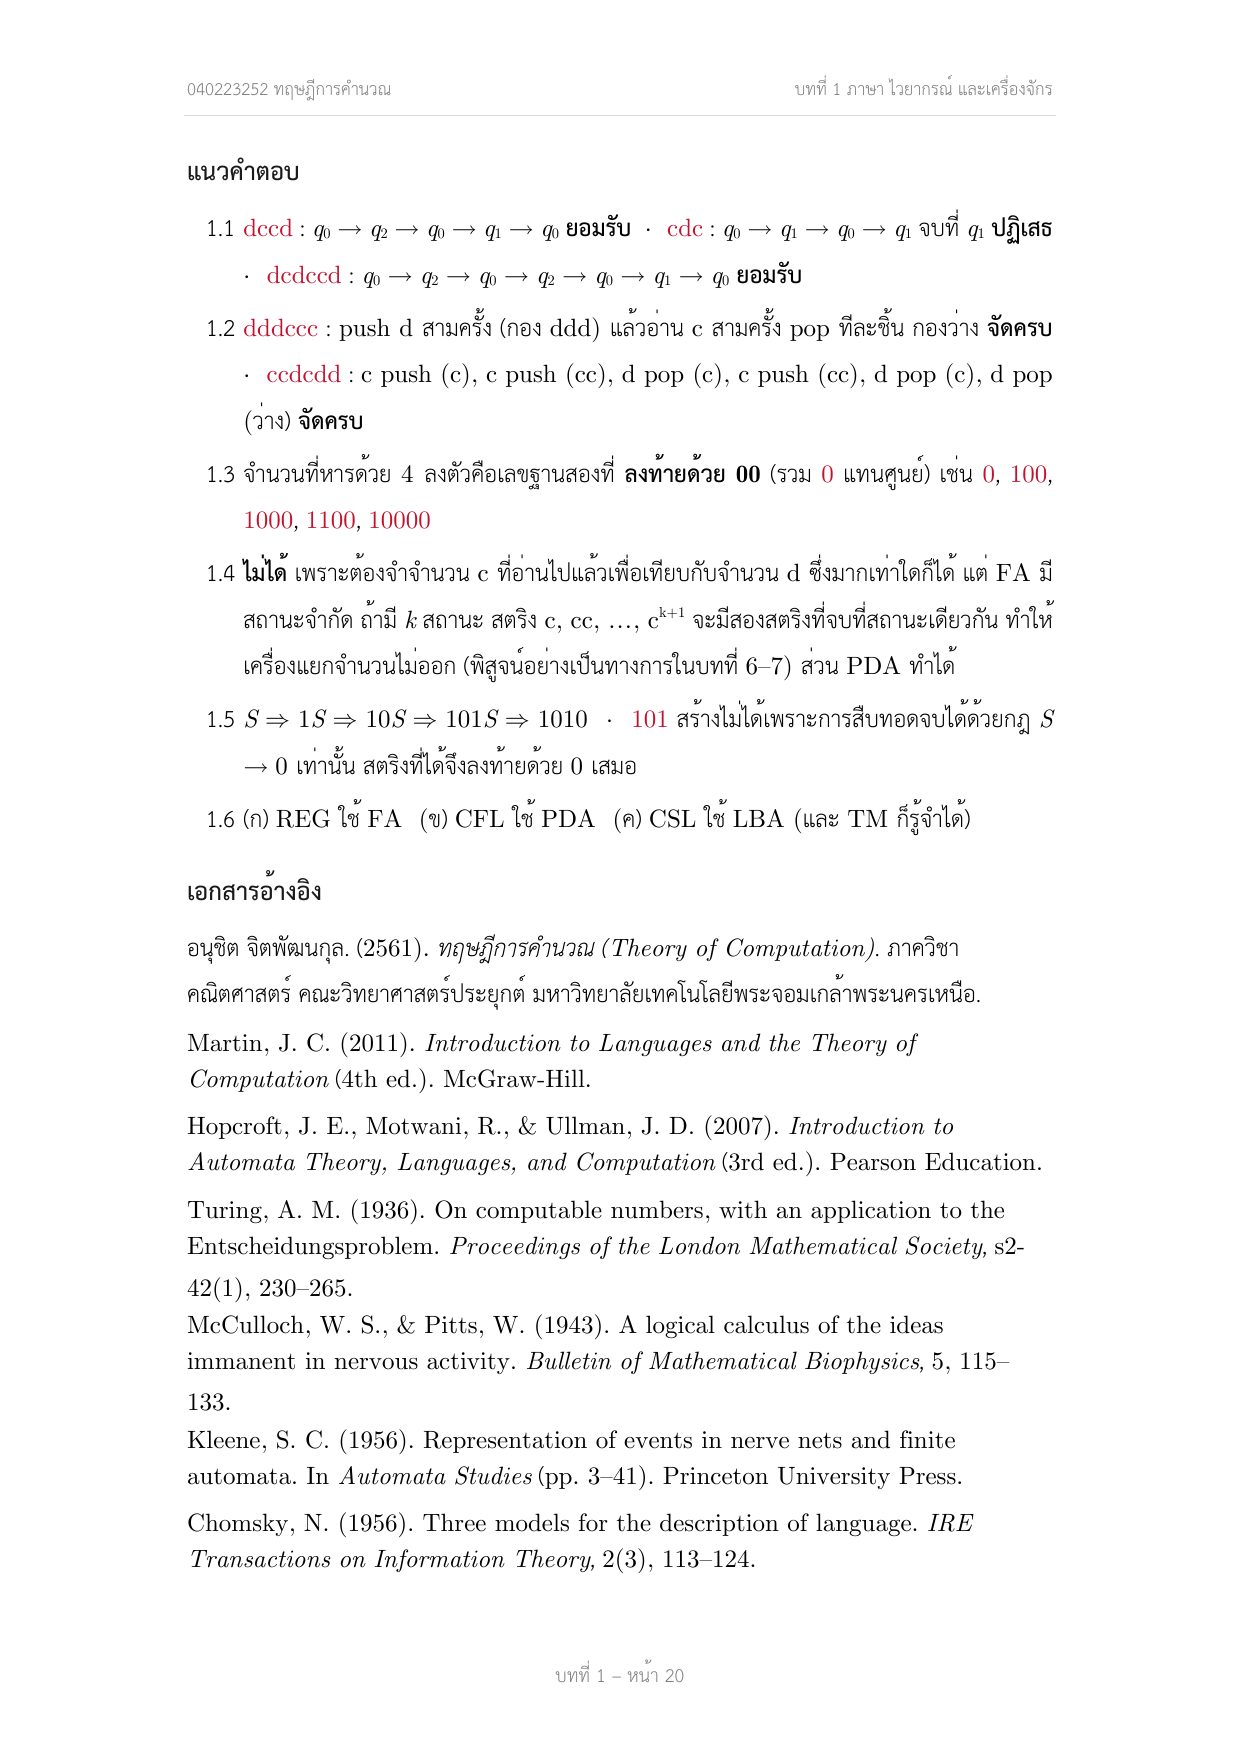 040223252 ทฤษฎีการคำนวณ บทที่ 1 ภาษา ไวยากรณ์ และเครื่องจักร
แนวคำตอบ
1.1 dccd : q₀ → q₂ → q₀ → q₁ → q₀ ยอมรับ · cdc : q₀ → q₁ → q₀ → q₁ จบที่ q₁ ปฏิเสธ
· dcdccd : q₀ → q₂ → q₀ → q₂ → q₀ → q₁ → q₀ ยอมรับ
1.2 dddccc : push d สามครั้ง (กอง ddd) แล้วอ่าน c สามครั้ง pop ทีละชิ้น กองว่าง จัดครบ
· ccdcdd : c push (c), c push (cc), d pop (c), c push (cc), d pop (c), d pop
(ว่าง) จัดครบ
1.3 จำนวนที่หารด้วย 4 ลงตัวคือเลขฐานสองที่ ลงท้ายด้วย 00 (รวม 0 แทนศูนย์) เช่น 0, 100,
1000, 1100, 10000
1.4 ไม่ได้ เพราะต้องจำจำนวน c ที่อ่านไปแล้วเพื่อเทียบกับจำนวน d ซึ่งมากเท่าใดก็ได้ แต่ FA มี
สถานะจำกัด ถ้ามี k สถานะ สตริง c, cc, …, cᵏ⁺¹ จะมีสองสตริงที่จบที่สถานะเดียวกัน ทำให้
เครื่องแยกจำนวนไม่ออก (พิสูจน์อย่างเป็นทางการในบทที่ 6–7) ส่วน PDA ทำได้
1.5 S ⇒ 1S ⇒ 10S ⇒ 101S ⇒ 1010 · 101 สร้างไม่ได้เพราะการสืบทอดจบได้ด้วยกฎ S
→ 0 เท่านั้น สตริงที่ได้จึงลงท้ายด้วย 0 เสมอ
1.6 (ก) REG ใช้ FA (ข) CFL ใช้ PDA (ค) CSL ใช้ LBA (และ TM ก็รู้จำได้)
เอกสารอ้างอิง
อนุชิต จิตพัฒนกุล. (2561). ทฤษฎีการคำนวณ (Theory of Computation). ภาควิชา
คณิตศาสตร์ คณะวิทยาศาสตร์ประยุกต์ มหาวิทยาลัยเทคโนโลยีพระจอมเกล้าพระนครเหนือ.
Martin, J. C. (2011). Introduction to Languages and the Theory of
Computation (4th ed.). McGraw-Hill.
Hopcroft, J. E., Motwani, R., & Ullman, J. D. (2007). Introduction to
Automata Theory, Languages, and Computation (3rd ed.). Pearson Education.
Turing, A. M. (1936). On computable numbers, with an application to the
Entscheidungsproblem. Proceedings of the London Mathematical Society, s2-
42(1), 230–265.
McCulloch, W. S., & Pitts, W. (1943). A logical calculus of the ideas
immanent in nervous activity. Bulletin of Mathematical Biophysics, 5, 115–
133.
Kleene, S. C. (1956). Representation of events in nerve nets and finite
automata. In Automata Studies (pp. 3–41). Princeton University Press.
Chomsky, N. (1956). Three models for the description of language. IRE
Transactions on Information Theory, 2(3), 113–124.
บทที่ 1 – หน้า 20